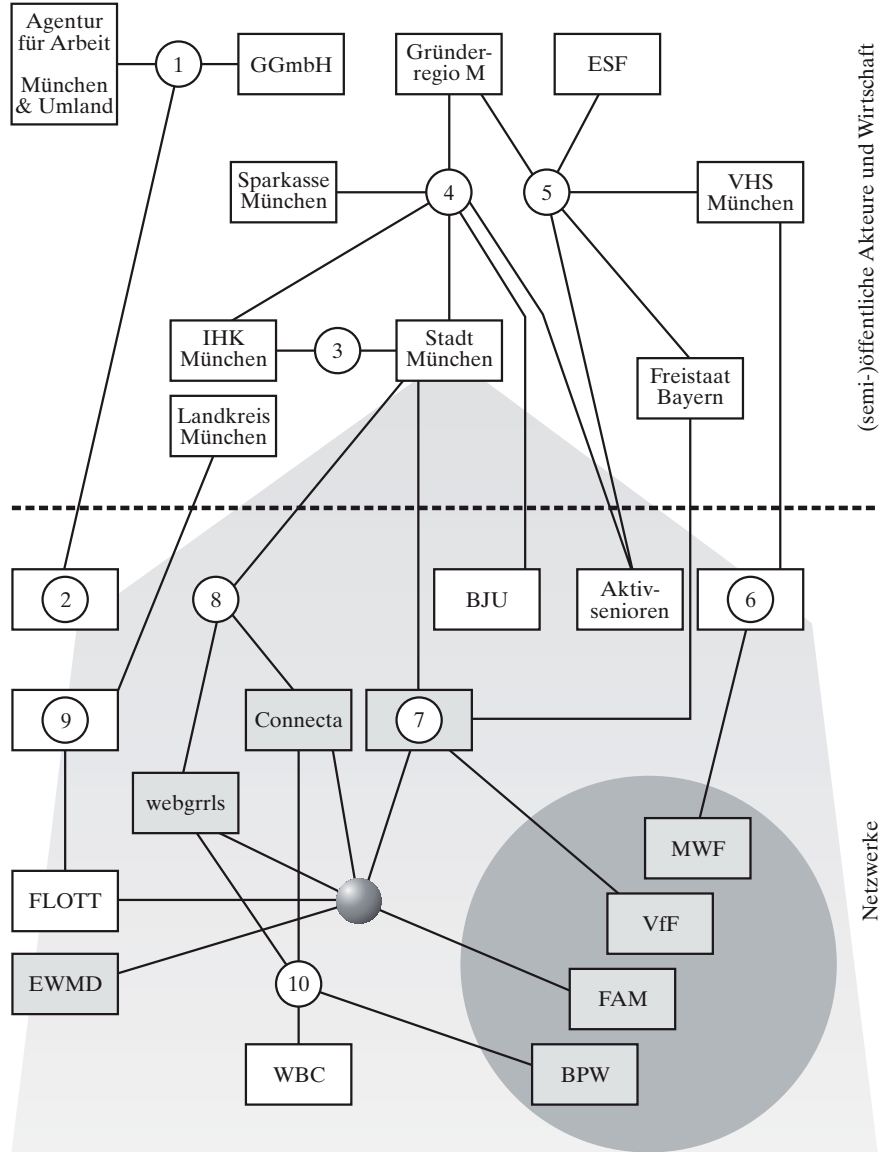 Agentur
für Arbeit
München
& Umland
1
GGmbH
Gründer-
regio M
ESF
Sparkasse
München
4
5
VHS
München
IHK
München
3
Stadt
München
Freistaat
Bayern
Landkreis
München
(semi-)öffentliche Akteure und Wirtschaft
2
8
BJU
Aktiv-
senioren
6
9
Connecta
7
webgrrls
MWF
FLOTT
VfF
EWMD
FAM
10
WBC
BPW
Netzwerke